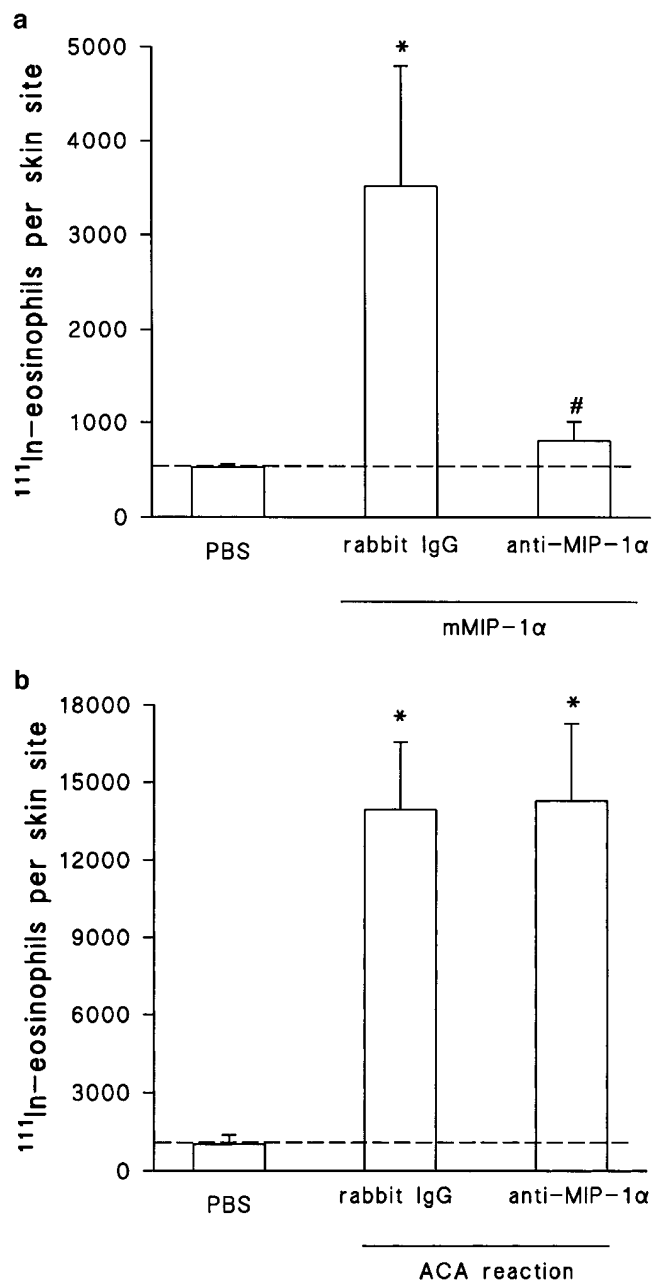 a
¹¹¹In−eosinophils per skin site
5000
4000
3000
2000
1000
0
*
#
PBS
rabbit IgG
anti−MIP−1α
mMIP−1α
b
¹¹¹In−eosinophils per skin site
18000
15000
12000
9000
6000
3000
0
*
*
PBS
rabbit IgG
anti−MIP−1α
ACA reaction